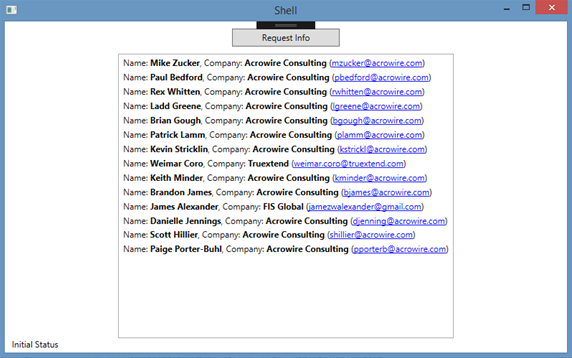 Shell
Request Info
Name: Mike Zucker, Company: Acrowire Consulting (mzucker@acrowire.com)
Name: Paul Bedford, Company: Acrowire Consulting (pbedford@acrowire.com)
Name: Rex Whitten, Company: Acrowire Consulting (rwhitten@acrowire.com)
Name: Ladd Greene, Company: Acrowire Consulting (lgreene@acrowire.com)
Name: Brian Gough, Company: Acrowire Consulting (bgough@acrowire.com)
Name: Patrick Lamm, Company: Acrowire Consulting (plamm@acrowire.com)
Name: Kevin Stricklin, Company: Acrowire Consulting (kstrickl@acrowire.com)
Name: Weimar Coro, Company: Truextend (weimar.coro@truextend.com)
Name: Keith Minder, Company: Acrowire Consulting (kminder@acrowire.com)
Name: Brandon James, Company: Acrowire Consulting (bjames@acrowire.com)
Name: James Alexander, Company: FIS Global (jamezwalexander@gmail.com)
Name: Danielle Jennings, Company: Acrowire Consulting (djenning@acrowire.com)
Name: Scott Hillier, Company: Acrowire Consulting (shillier@acrowire.com)
Name: Paige Porter-Buhl, Company: Acrowire Consulting (pporterb@acrowire.com)
Initial Status